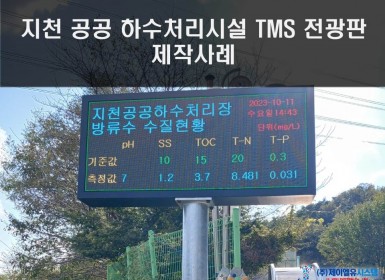 지천 공공 하수처리시설 TMS 전광판
제작사례
지천공공하수처리장 2023-10-11
방류수 수질현황 수요일 14:43
단위(mg/L)
pH SS TOC T-N T-P
기준값 10 15 20 0.3
측정값 7 1.2 3.7 8.481 0.031
(주)제이엘유시스템